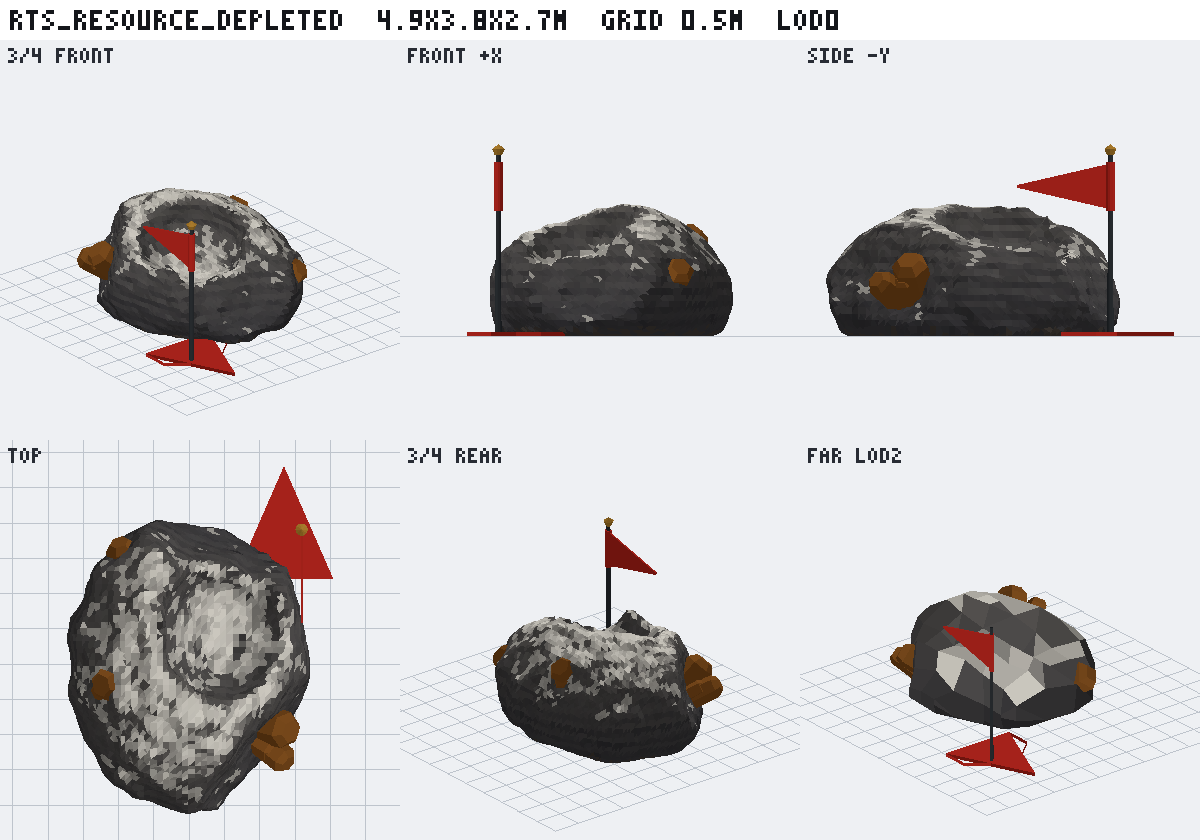 RTS_RESOURCE_DEPLETED 4.9X3.8X2.7M GRID 0.5M LOD0
3/4 FRONT
FRONT +X
SIDE -Y
TOP
3/4 REAR
FAR LOD2